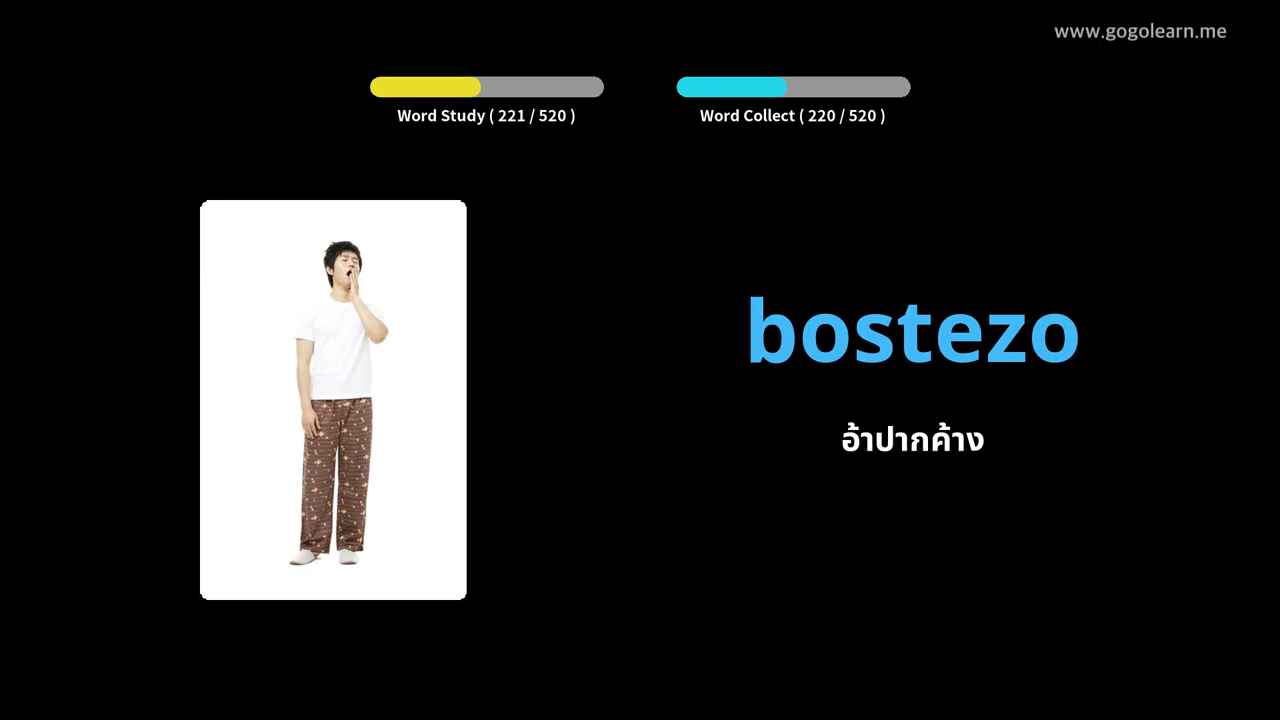 www.gogolearn.me
Word Study ( 221 / 520 )
Word Collect ( 220 / 520 )
bostezo
อ้าปากค้าง